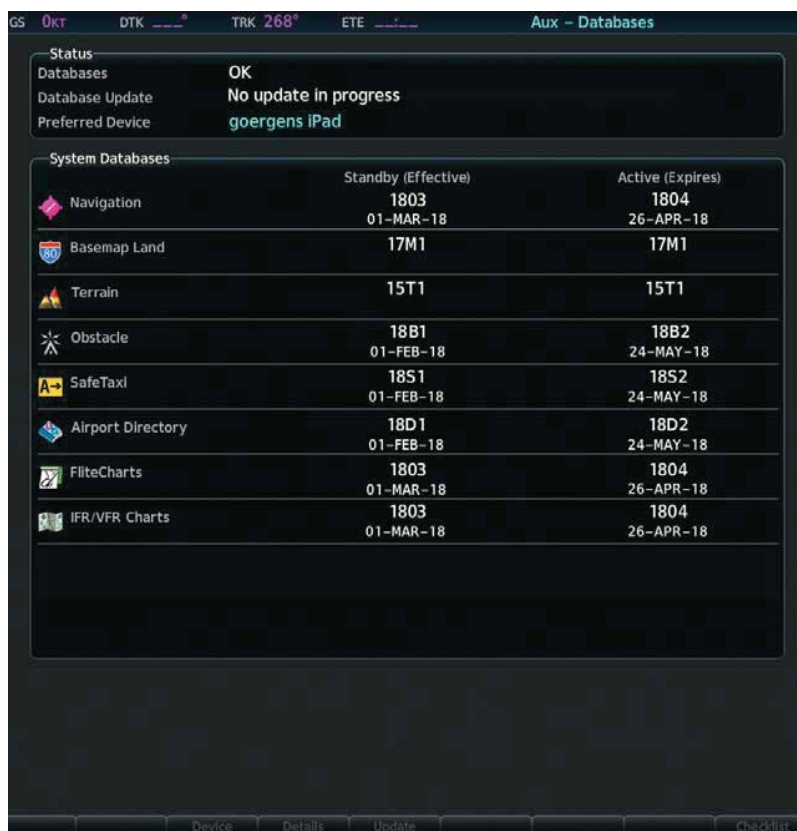 GS 0KT DTK ___° TRK 268° ETE __:__ Aux – Databases
Status
Databases OK
Database Update No update in progress
Preferred Device goergens iPad
System Databases
Standby (Effective) Active (Expires)
Navigation 1803 1804
01-MAR-18 26-APR-18
80 Basemap Land 17M1 17M1
Terrain 15T1 15T1
Obstacle 18B1 18B2
01-FEB-18 24-MAY-18
A→ SafeTaxi 18S1 18S2
01-FEB-18 24-MAY-18
Airport Directory 18D1 18D2
01-FEB-18 24-MAY-18
FliteCharts 1803 1804
01-MAR-18 26-APR-18
IFR/VFR Charts 1803 1804
01-MAR-18 26-APR-18
Device Details Update Checklist